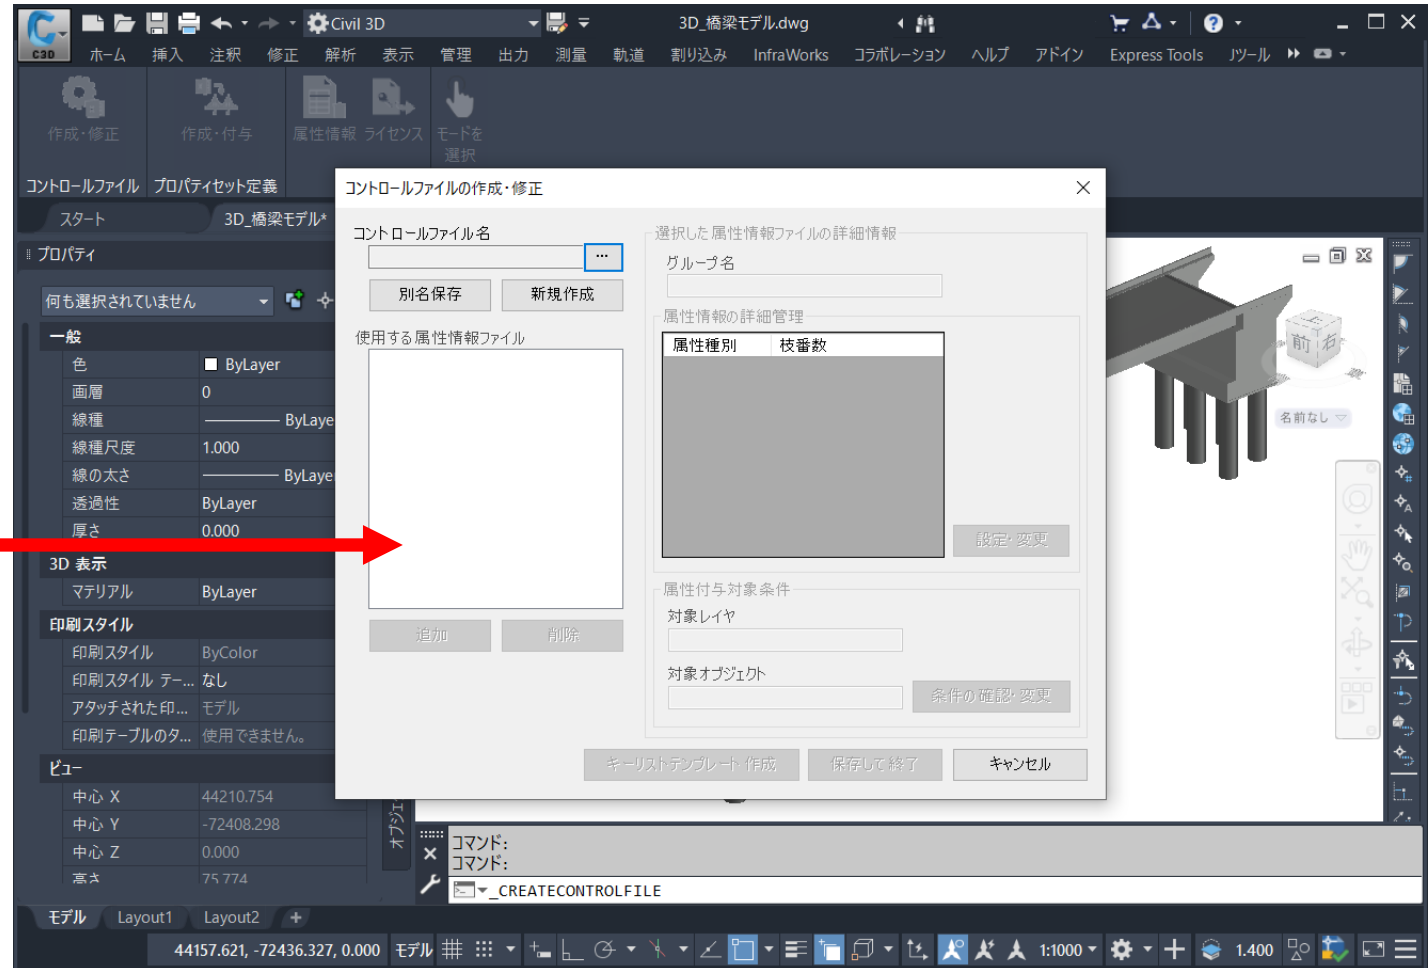 C3D
Civil 3D
3D_橋梁モデル.dwg
ホーム 挿入 注釈 修正 解析 表示 管理 出力 測量 軌道 割り込み InfraWorks コラボレーション ヘルプ アドイン Express Tools Jツール
作成・修正 作成・付与 属性情報 ライセンス モードを
選択
コントロールファイル プロパティセット定義
スタート 3D_橋梁モデル*
プロパティ
何も選択されていません
一般
色 ByLayer
画層 0
線種 ByLaye
線種尺度 1.000
線の太さ ByLaye
透過性 ByLayer
厚さ 0.000
3D 表示
マテリアル ByLayer
印刷スタイル
印刷スタイル ByColor
印刷スタイル テー... なし
アタッチされた印... モデル
印刷テーブルのタ... 使用できません。
ビュー
中心 X 44210.754
中心 Y -72408.298
中心 Z 0.000
高さ 75.774
オブジェ
コントロールファイルの作成・修正
コントロールファイル名
...
別名保存 新規作成
使用する属性情報ファイル
追加 削除
選択した属性情報ファイルの詳細情報
グループ名
属性情報の詳細管理
属性種別 枝番数
設定・変更
属性付与対象条件
対象レイヤ
対象オブジェクト
条件の確認・変更
キーリストテンプレート作成 保存して終了 キャンセル
上
前 右
名前なし
コマンド:
コマンド:
_CREATECONTROLFILE
モデル Layout1 Layout2 +
44157.621, -72436.327, 0.000 モデル 1:1000 1.400